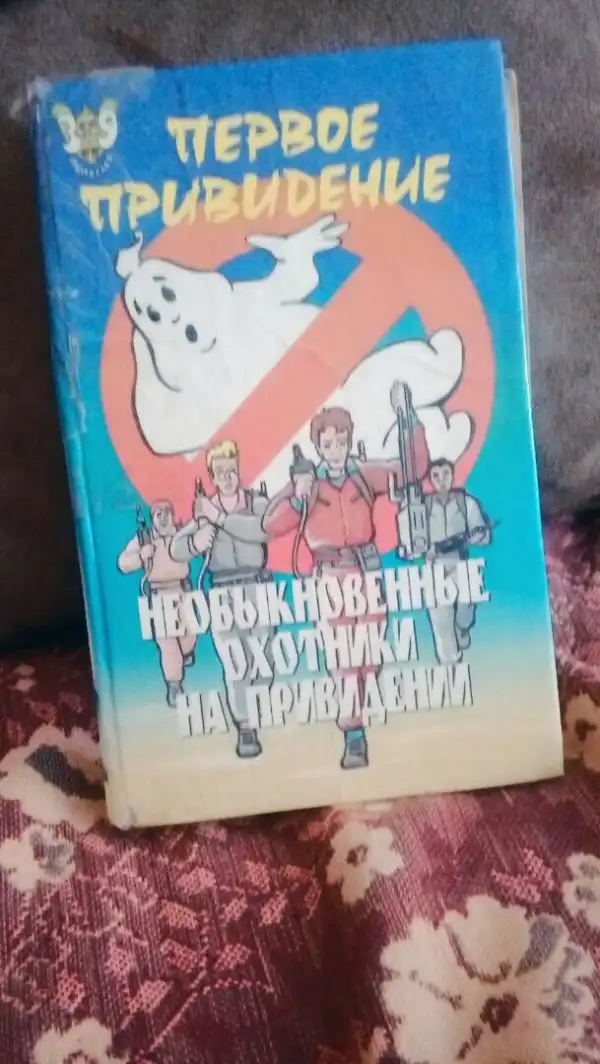 ПЕРВОЕ
ПРИВИДЕНИЕ
НЕОБЫКНОВЕННЫЕ
ОХОТНИКИ
НА ПРИВИДЕНИЙ